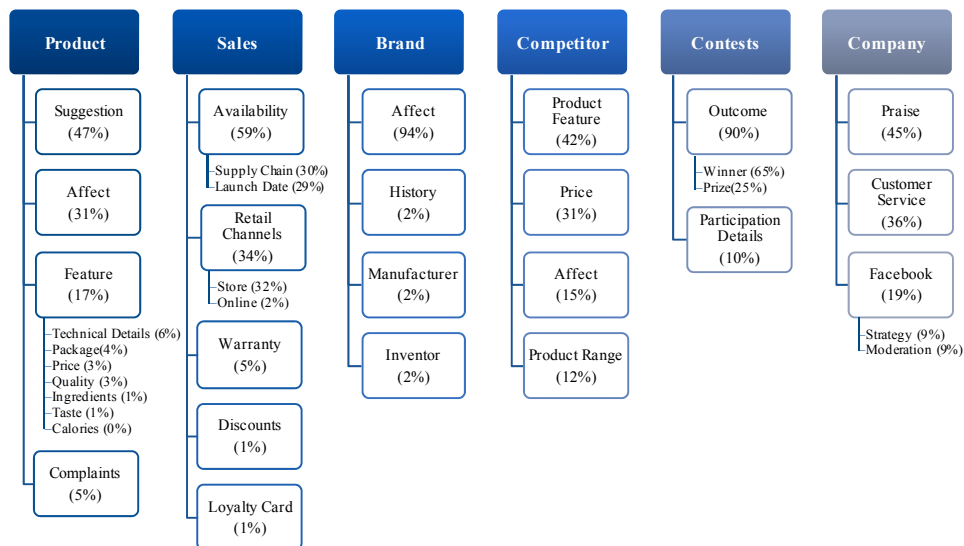 Product
Suggestion
(47%)
Affect
(31%)
Feature
(17%)
Technical Details (6%)
Package(4%)
Price (3%)
Quality (3%)
Ingredients (1%)
Taste (1%)
Calories (0%)
Complaints
(5%)
Sales
Availability
(59%)
Supply Chain (30%)
Launch Date (29%)
Retail
Channels
(34%)
Store (32%)
Online (2%)
Warranty
(5%)
Discounts
(1%)
Loyalty Card
(1%)
Brand
Affect
(94%)
History
(2%)
Manufacturer
(2%)
Inventor
(2%)
Competitor
Product
Feature
(42%)
Price
(31%)
Affect
(15%)
Product Range
(12%)
Contests
Outcome
(90%)
Winner (65%)
Prize(25%)
Participation
Details
(10%)
Company
Praise
(45%)
Customer
Service
(36%)
Facebook
(19%)
Strategy (9%)
Moderation (9%)